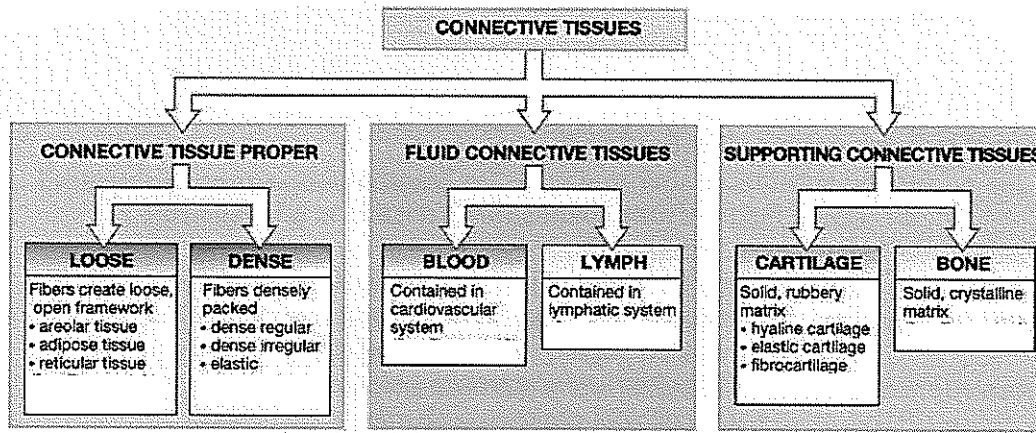 CONNECTIVE TISSUES
CONNECTIVE TISSUE PROPER
LOOSE
Fibers create loose,
open framework
• areolar tissue
• adipose tissue
• reticular tissue
DENSE
Fibers densely
packed
• dense regular
• dense irregular
• elastic
FLUID CONNECTIVE TISSUES
BLOOD
Contained in
cardiovascular
system
LYMPH
Contained in
lymphatic system
SUPPORTING CONNECTIVE TISSUES
CARTILAGE
Solid, rubbery
matrix
• hyaline cartilage
• elastic cartilage
• fibrocartilage
BONE
Solid, crystalline
matrix